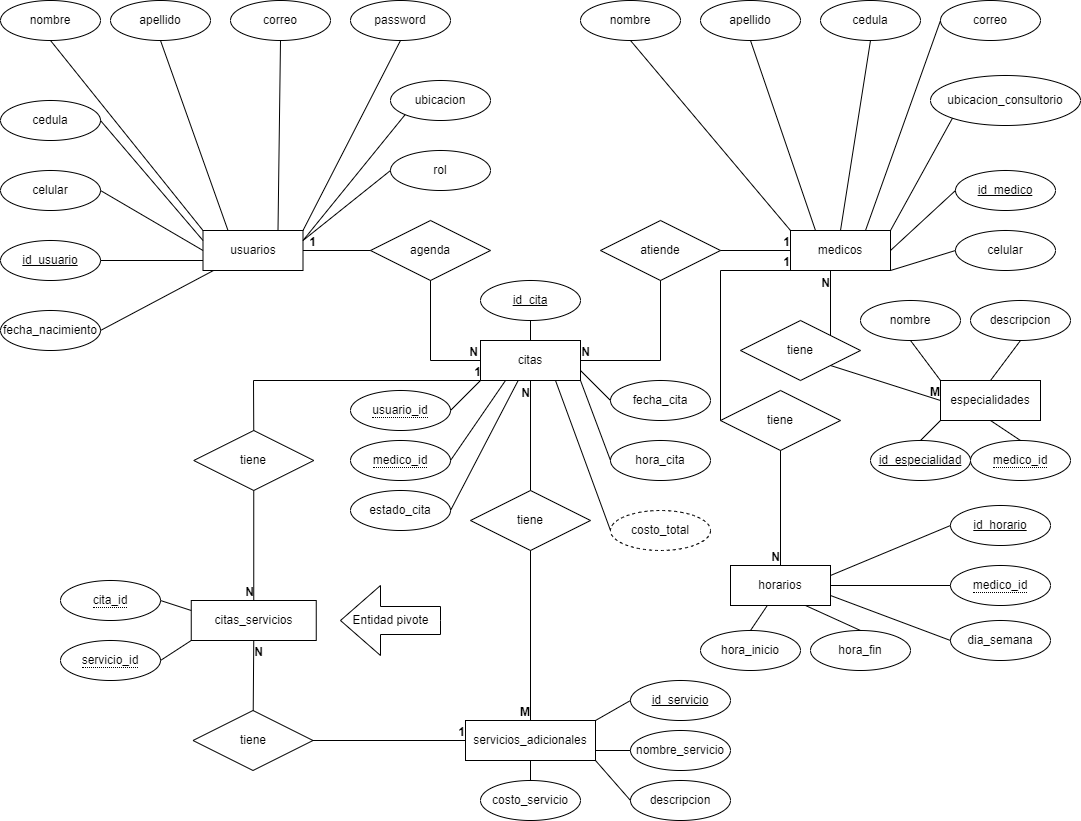 nombre
apellido
correo
password
nombre
apellido
cedula
correo
ubicacion
ubicacion_consultorio
cedula
rol
celular
id_medico
usuarios
1
agenda
atiende
1
medicos
celular
id_usuario
1
N
id_cita
fecha_nacimiento
nombre
descripcion
N
citas
N
tiene
1
N
M
especialidades
usuario_id
fecha_cita
tiene
tiene
medico_id
hora_cita
id_especialidad
medico_id
estado_cita
tiene
costo_total
id_horario
N
horarios
medico_id
N
cita_id
citas_servicios
Entidad pivote
dia_semana
hora_inicio
hora_fin
servicio_id
N
id_servicio
M
tiene
1
servicios_adicionales
nombre_servicio
costo_servicio
descripcion